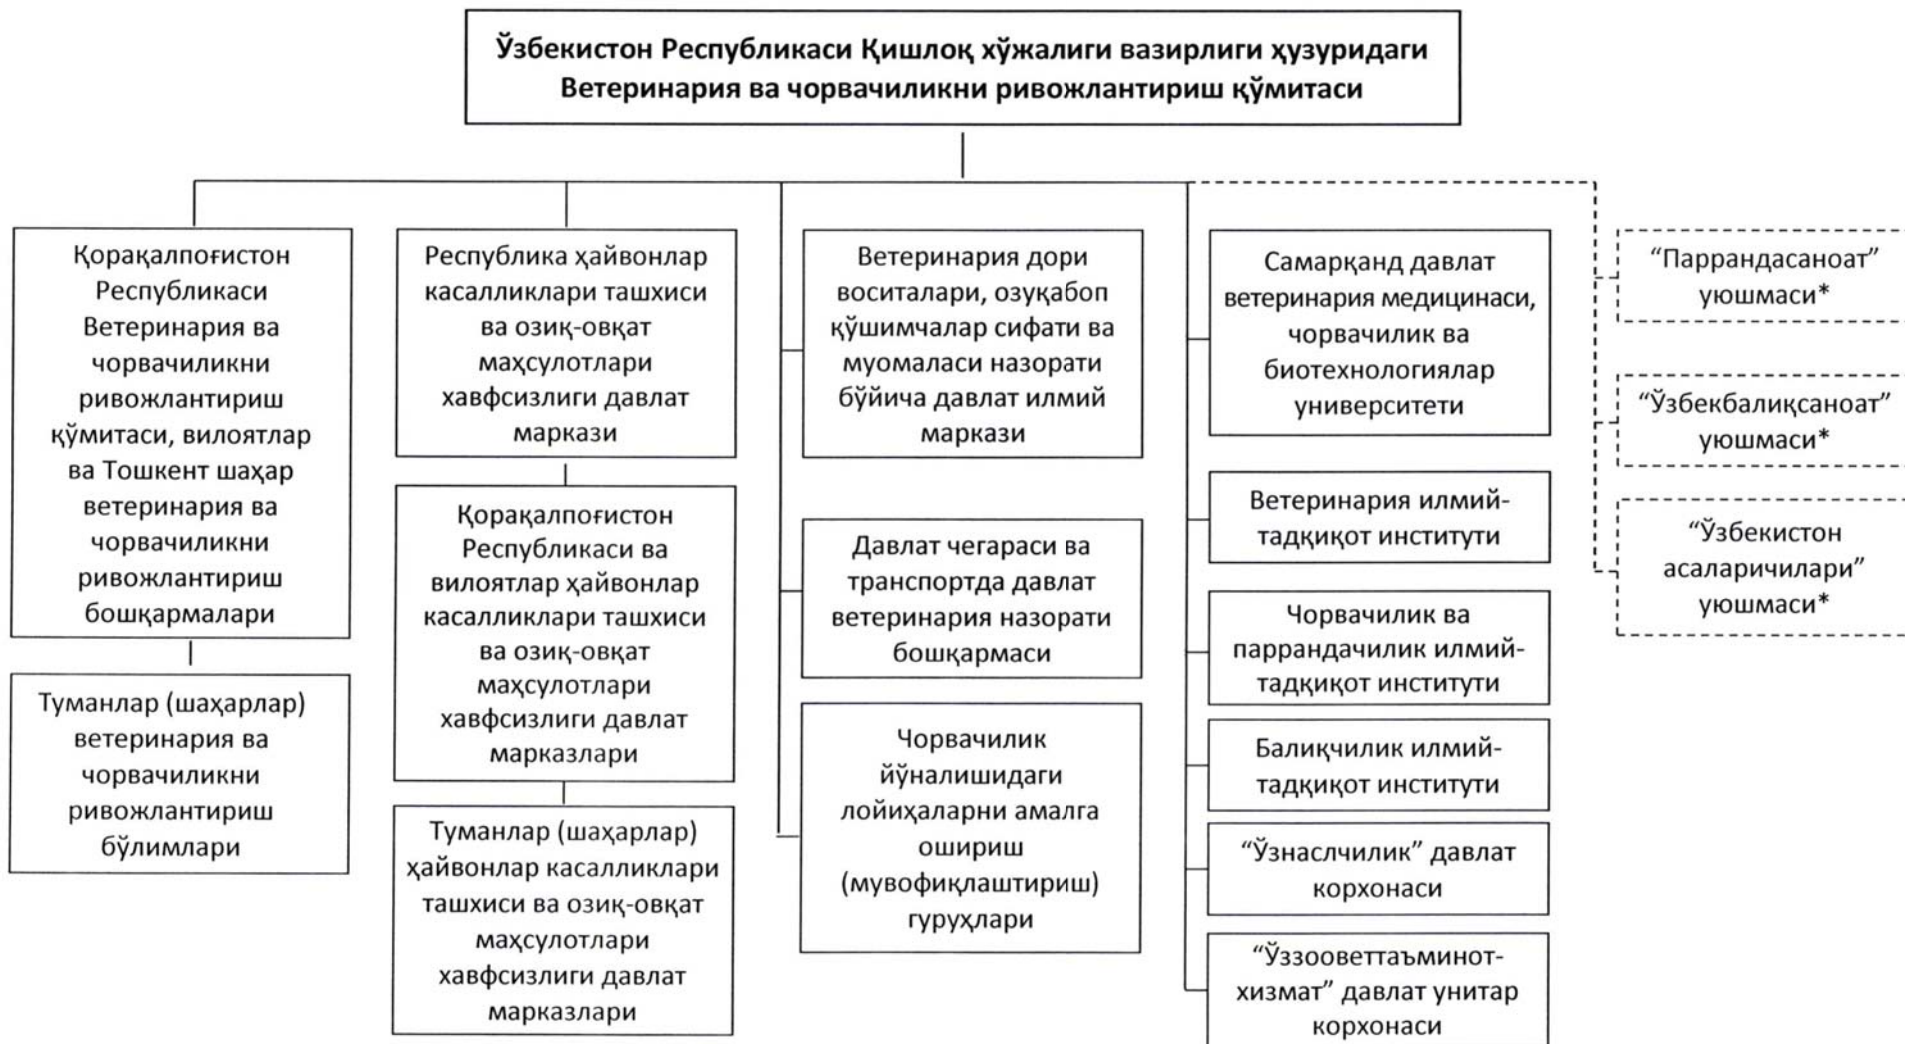 Ўзбекистон Республикаси Қишлоқ хўжалиги вазирлиги ҳузуридаги
Ветеринария ва чорвачиликни ривожлантириш қўмитаси
Қорақалпоғистон
Республикаси
Ветеринария ва
чорвачиликни
ривожлантириш
қўмитаси, вилоятлар
ва Тошкент шаҳар
ветеринария ва
чорвачиликни
ривожлантириш
бошқармалари
Туманлар (шаҳарлар)
ветеринария ва
чорвачиликни
ривожлантириш
бўлимлари
Республика ҳайвонлар
касалликлари ташхиси
ва озиқ-овқат
маҳсулотлари
хавфсизлиги давлат
маркази
Қорақалпоғистон
Республикаси ва
вилоятлар ҳайвонлар
касалликлари ташхиси
ва озиқ-овқат
маҳсулотлари
хавфсизлиги давлат
марказлари
Туманлар (шаҳарлар)
ҳайвонлар касалликлари
ташхиси ва озиқ-овқат
маҳсулотлари
хавфсизлиги давлат
марказлари
Ветеринария дори
воситалари, озуқабоп
қўшимчалар сифати ва
муомаласи назорати
бўйича давлат илмий
маркази
Давлат чегараси ва
транспортда давлат
ветеринария назорати
бошқармаси
Чорвачилик
йўналишидаги
лойиҳаларни амалга
ошириш
(мувофиқлаштириш)
гуруҳлари
Самарқанд давлат
ветеринария медицинаси,
чорвачилик ва
биотехнологиялар
университети
Ветеринария илмий-
тадқиқот институти
Чорвачилик ва
паррандачилик илмий-
тадқиқот институти
Балиқчилик илмий-
тадқиқот институти
“Ўзнаслчилик” давлат
корхонаси
“Ўззооветтаъминот-
хизмат” давлат унитар
корхонаси
“Паррандасаноат”
уюшмаси*
“Ўзбекбалиқсаноат”
уюшмаси*
“Ўзбекистон
асаларичилари”
уюшмаси*